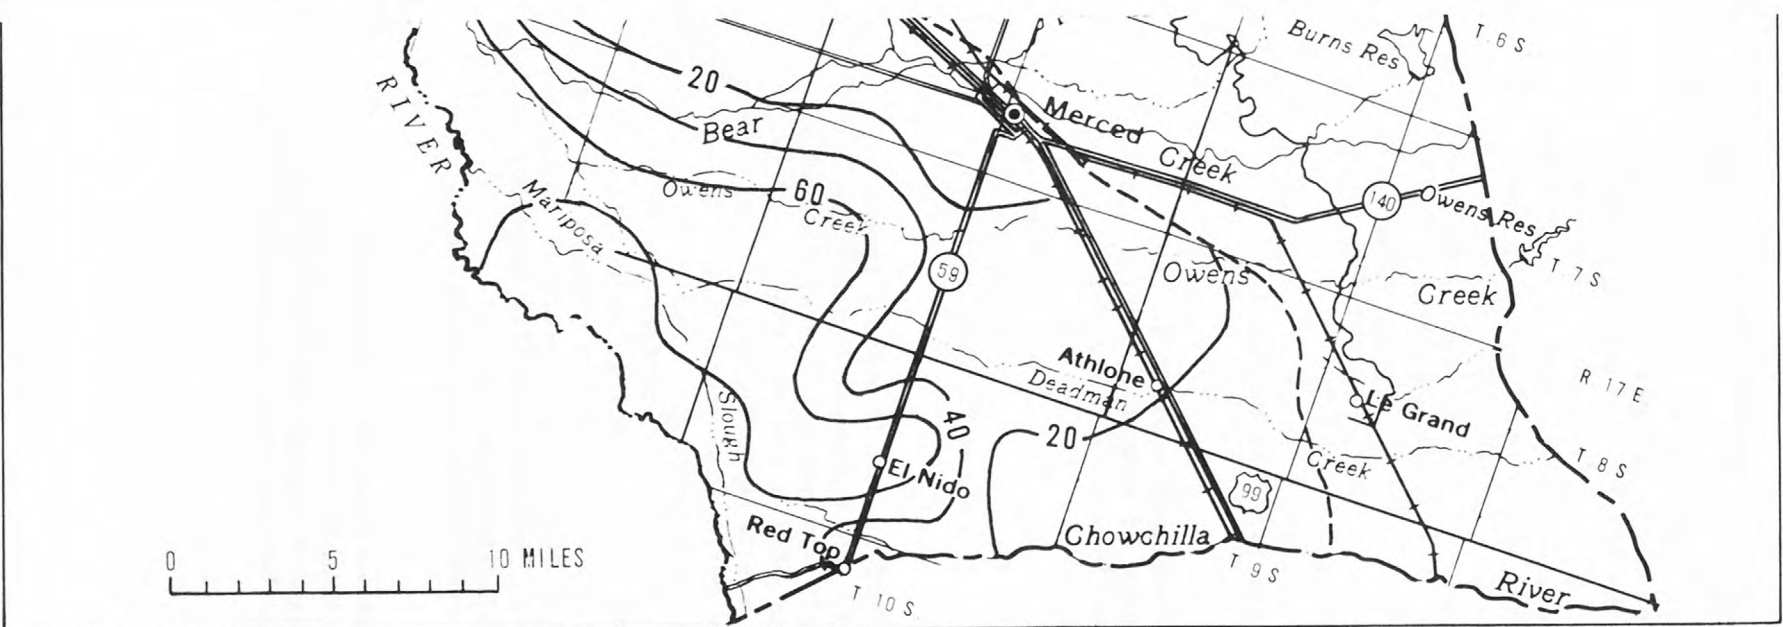 T. 6 S
Burns Res
20
RIVER
Merced
Bear
Creek
Owens
60
140
Owens Res
Mariposa
Creek
59
Owens
T. 7 S
Creek
Athlone
Deadman
R 17 E
Le Grand
Slough
40
20
T. 8 S
Creek
El Nido
99
Red Top
Chowchilla
0 5 10 MILES
T 9 S
River
T 10 S